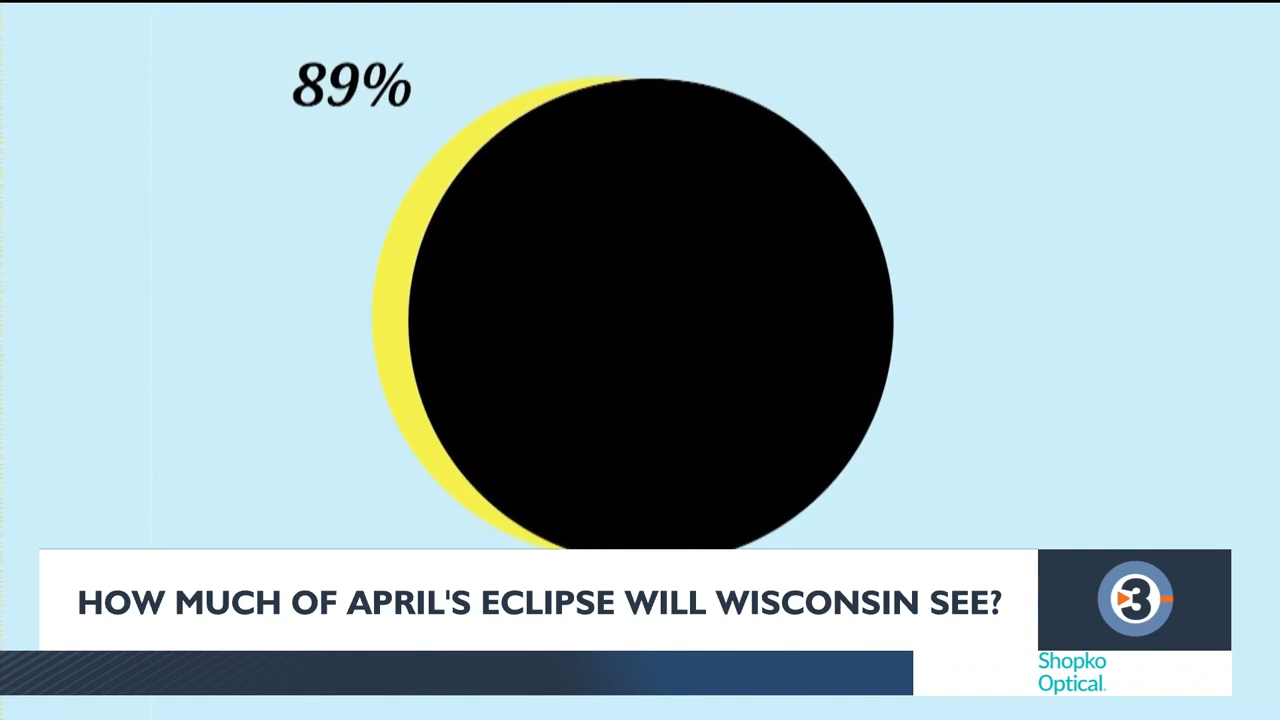 89%
HOW MUCH OF APRIL'S ECLIPSE WILL WISCONSIN SEE?
3
Shopko
Optical.